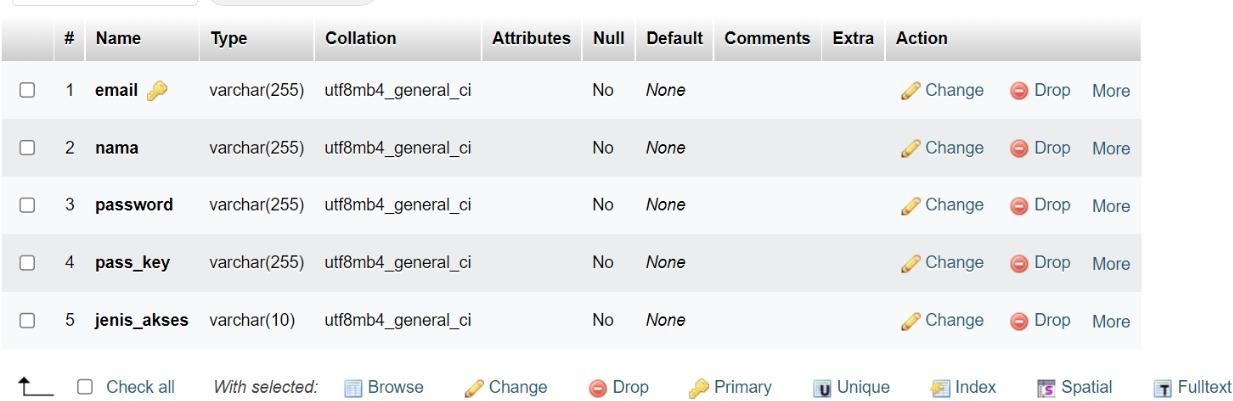 # Name Type Collation Attributes Null Default Comments Extra Action
1 email varchar(255) utf8mb4_general_ci No None Change Drop More
2 nama varchar(255) utf8mb4_general_ci No None Change Drop More
3 password varchar(255) utf8mb4_general_ci No None Change Drop More
4 pass_key varchar(255) utf8mb4_general_ci No None Change Drop More
5 jenis_akses varchar(10) utf8mb4_general_ci No None Change Drop More
Check all With selected: Browse Change Drop Primary U Unique Index S Spatial T Fulltext